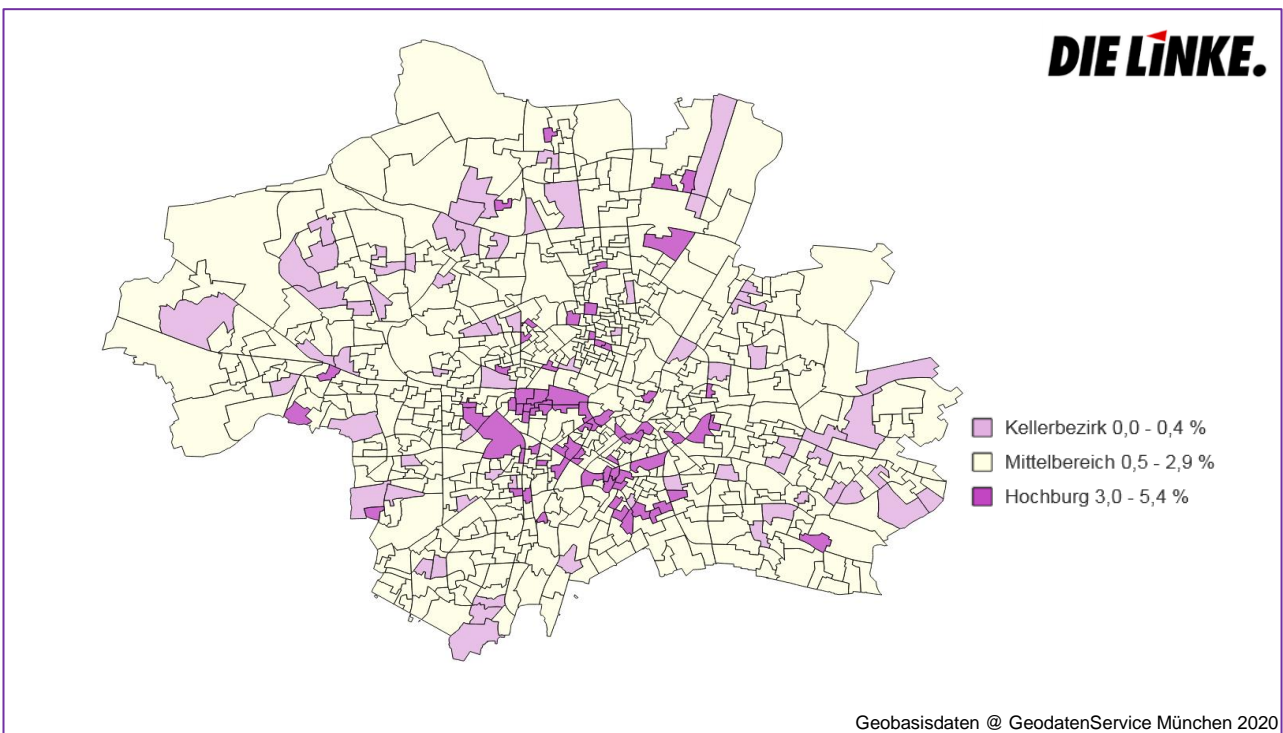 DIE LINKE.
Kellerbezirk 0,0 - 0,4 %
Mittelbereich 0,5 - 2,9 %
Hochburg 3,0 - 5,4 %
Geobasisdaten @ GeodatenService München 2020